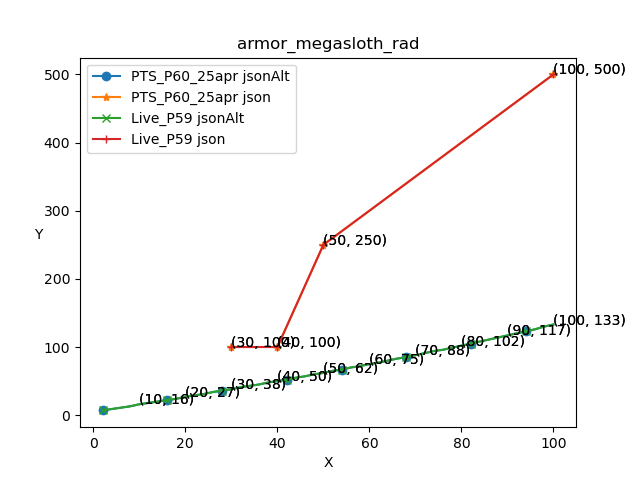 armor_megasloth_rad
PTS_P60_25apr jsonAlt
PTS_P60_25apr json
Live_P59 jsonAlt
Live_P59 json
(100, 500)
(50, 250)
(30, 100)
(40, 100)
(10, 16)
(20, 27)
(30, 38)
(40, 50)
(50, 62)
(60, 75)
(70, 88)
(80, 102)
(90, 117)
(100, 133)
500
400
300
200
100
0
Y
0 20 40 60 80 100
X